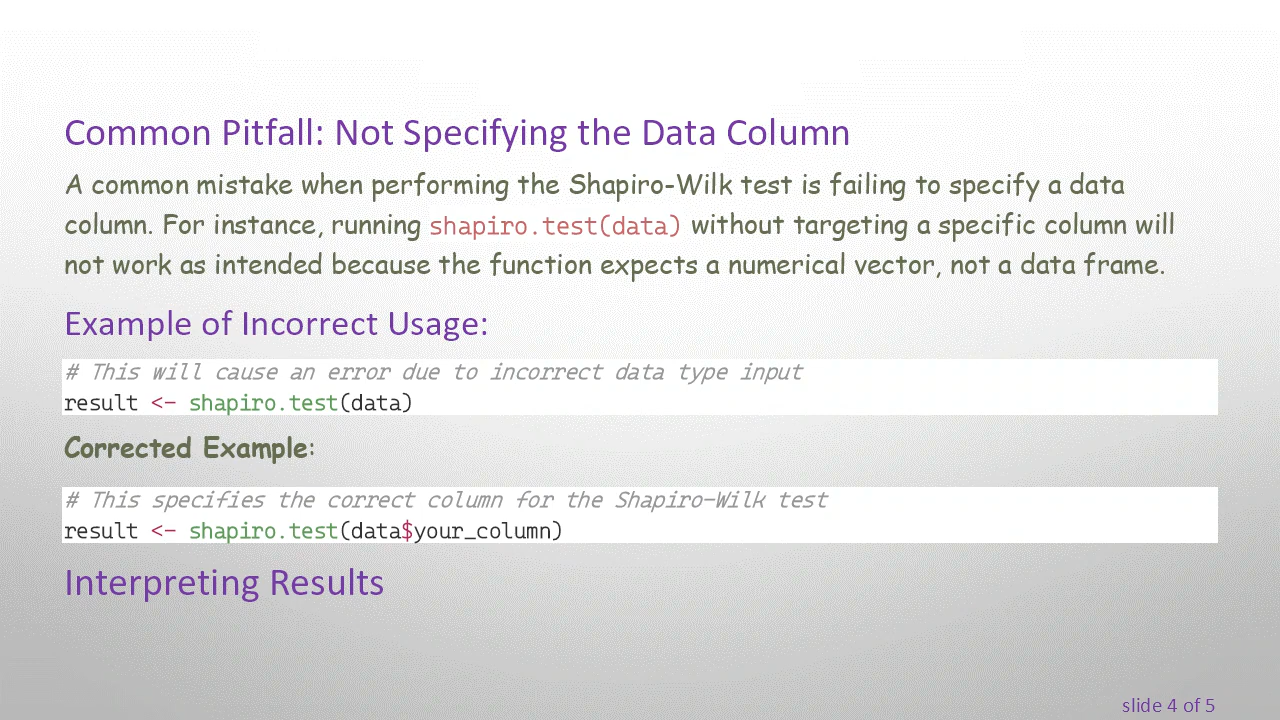 Common Pitfall: Not Specifying the Data Column
A common mistake when performing the Shapiro-Wilk test is failing to specify a data
column. For instance, running shapiro.test(data) without targeting a specific column will
not work as intended because the function expects a numerical vector, not a data frame.
Example of Incorrect Usage:
# This will cause an error due to incorrect data type input
result <- shapiro.test(data)
Corrected Example:
# This specifies the correct column for the Shapiro-Wilk test
result <- shapiro.test(data$your_column)
Interpreting Results
slide 4 of 5